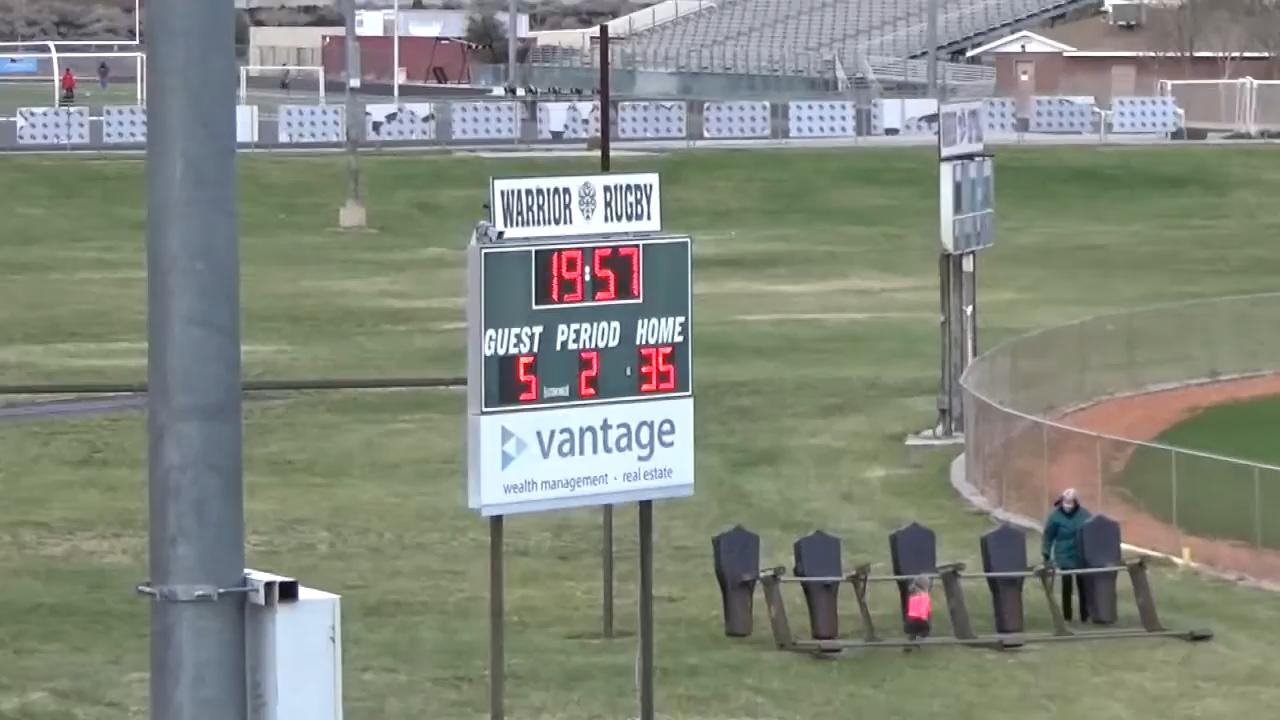 WARRIOR RUGBY
19:57
GUEST PERIOD HOME
5 2 35
vantage
wealth management • real estate